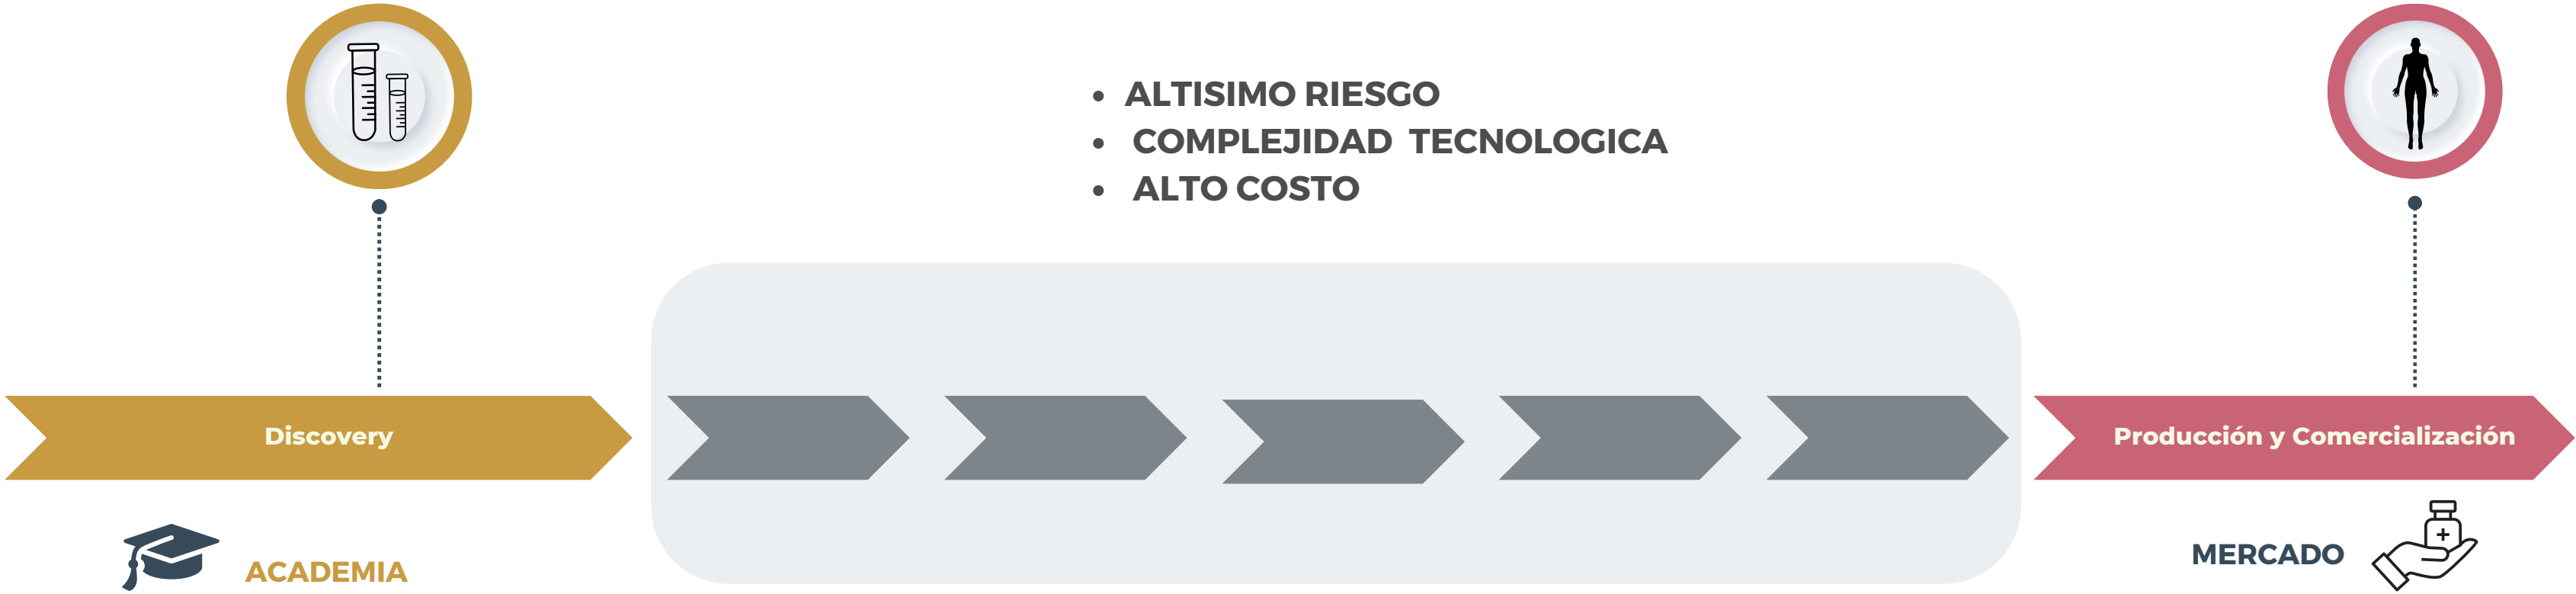 • ALTISIMO RIESGO
• COMPLEJIDAD TECNOLOGICA
• ALTO COSTO
Discovery
Producción y Comercialización
ACADEMIA
MERCADO